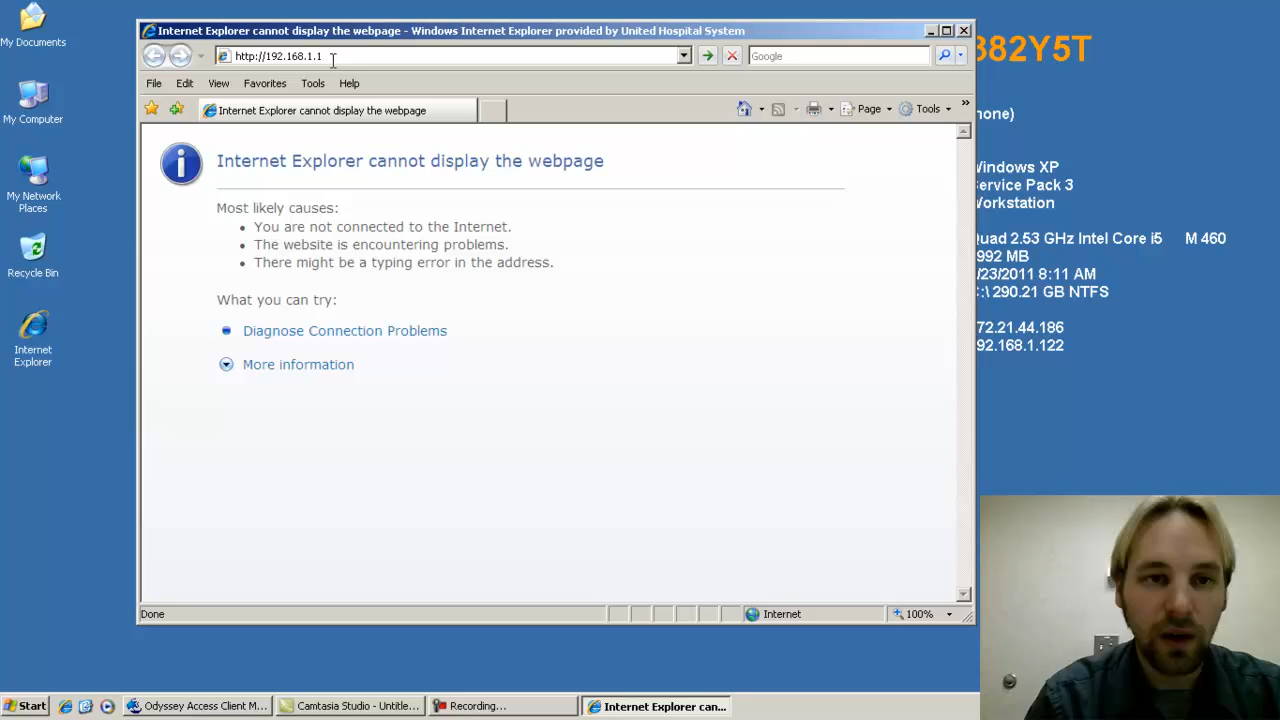 My Documents
My Computer
My Network
Places
Recycle Bin
Internet
Explorer
Internet Explorer cannot display the webpage - Windows Internet Explorer provided by United Hospital System
http://192.168.1.1
Google
File Edit View Favorites Tools Help
Internet Explorer cannot display the webpage
Page Tools »
Internet Explorer cannot display the webpage
Most likely causes:
• You are not connected to the Internet.
• The website is encountering problems.
• There might be a typing error in the address.
What you can try:
Diagnose Connection Problems
More information
Done
Internet
100%
382Y5T
none)
Windows XP
Service Pack 3
Workstation
Quad 2.53 GHz Intel Core i5 M 460
992 MB
/23/2011 8:11 AM
:\ 290.21 GB NTFS
72.21.44.186
92.168.1.122
Start
Odyssey Access Client M...
Camtasia Studio - Untitle...
Recording...
Internet Explorer can...